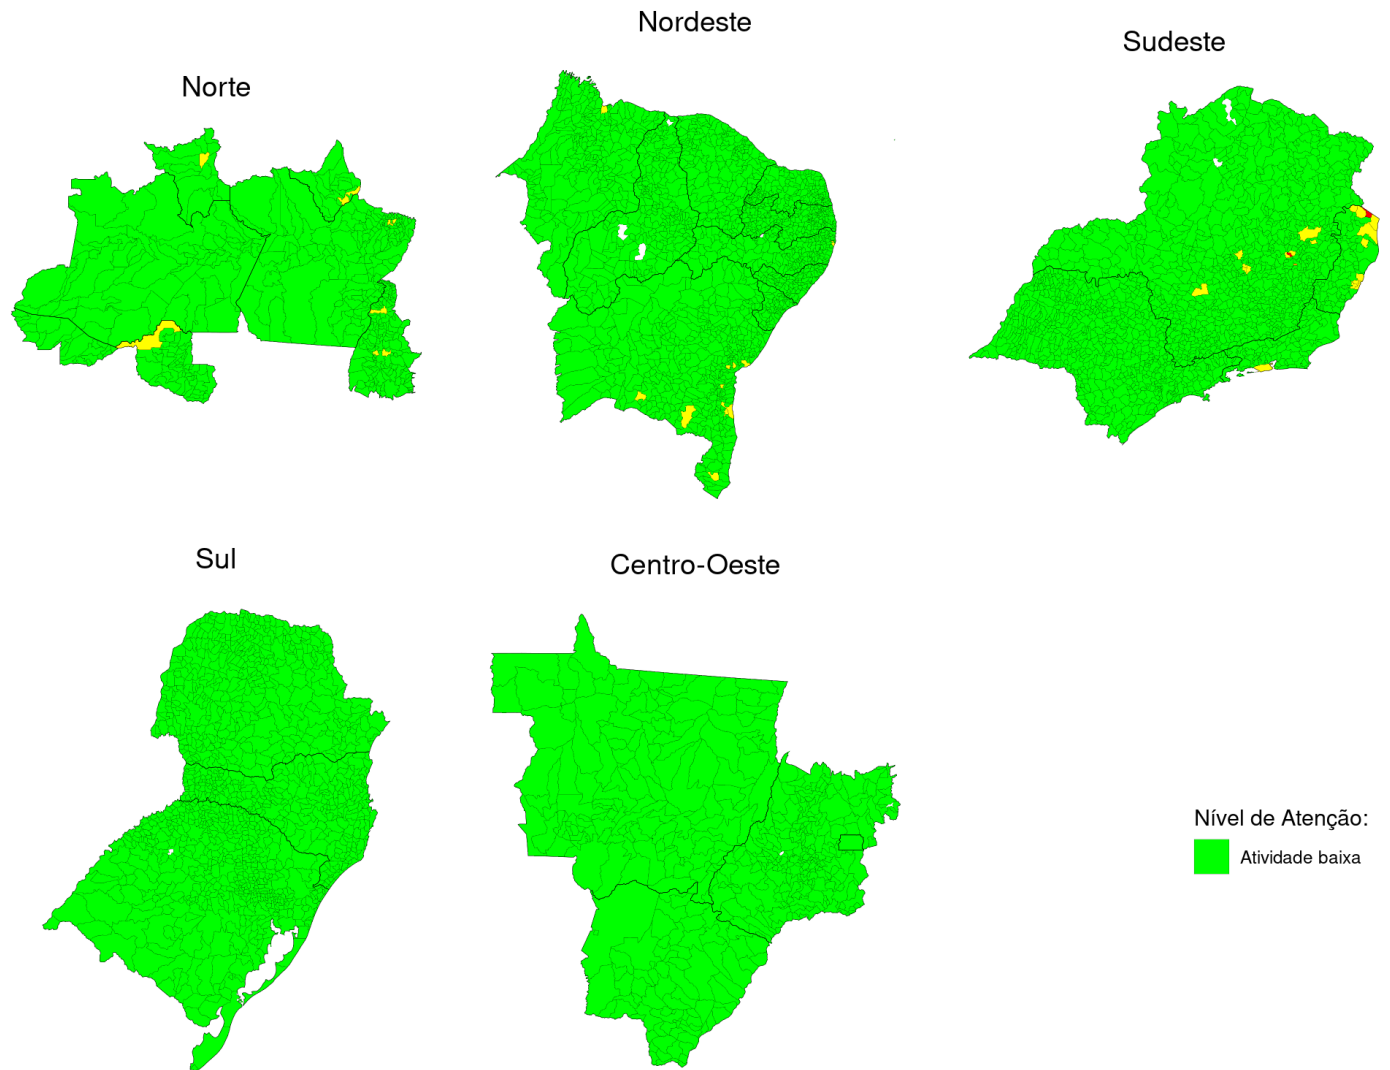 Norte
Nordeste
Sudeste
Sul
Centro-Oeste
Nível de Atenção:
Atividade baixa